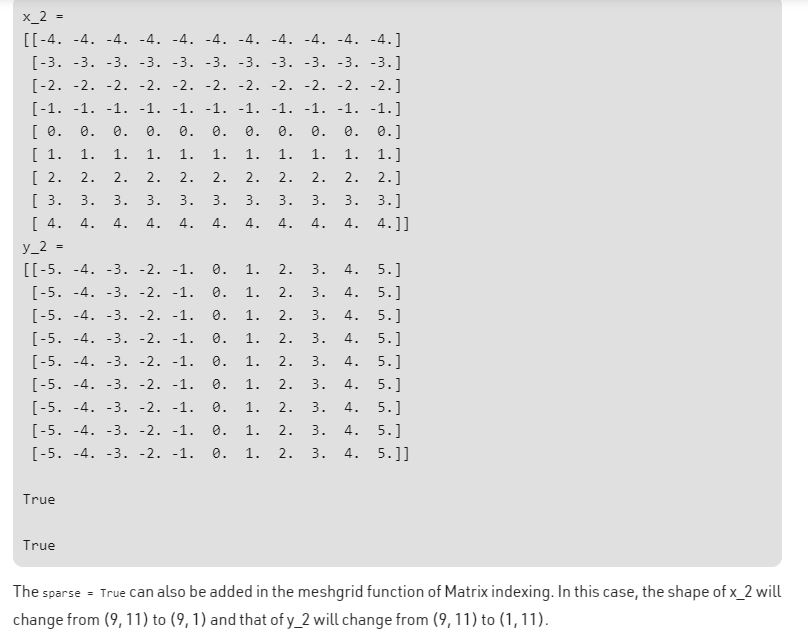 x_2 =
[[-4. -4. -4. -4. -4. -4. -4. -4. -4. -4. -4.]
 [-3. -3. -3. -3. -3. -3. -3. -3. -3. -3. -3.]
 [-2. -2. -2. -2. -2. -2. -2. -2. -2. -2. -2.]
 [-1. -1. -1. -1. -1. -1. -1. -1. -1. -1. -1.]
 [ 0.  0.  0.  0.  0.  0.  0.  0.  0.  0.  0.]
 [ 1.  1.  1.  1.  1.  1.  1.  1.  1.  1.  1.]
 [ 2.  2.  2.  2.  2.  2.  2.  2.  2.  2.  2.]
 [ 3.  3.  3.  3.  3.  3.  3.  3.  3.  3.  3.]
 [ 4.  4.  4.  4.  4.  4.  4.  4.  4.  4.  4.]]
y_2 =
[[-5. -4. -3. -2. -1.  0.  1.  2.  3.  4.  5.]
 [-5. -4. -3. -2. -1.  0.  1.  2.  3.  4.  5.]
 [-5. -4. -3. -2. -1.  0.  1.  2.  3.  4.  5.]
 [-5. -4. -3. -2. -1.  0.  1.  2.  3.  4.  5.]
 [-5. -4. -3. -2. -1.  0.  1.  2.  3.  4.  5.]
 [-5. -4. -3. -2. -1.  0.  1.  2.  3.  4.  5.]
 [-5. -4. -3. -2. -1.  0.  1.  2.  3.  4.  5.]
 [-5. -4. -3. -2. -1.  0.  1.  2.  3.  4.  5.]
 [-5. -4. -3. -2. -1.  0.  1.  2.  3.  4.  5.]]
True
True
The sparse = True can also be added in the meshgrid function of Matrix indexing. In this case, the shape of x_2 will
change from (9, 11) to (9, 1) and that of y_2 will change from (9, 11) to (1, 11).